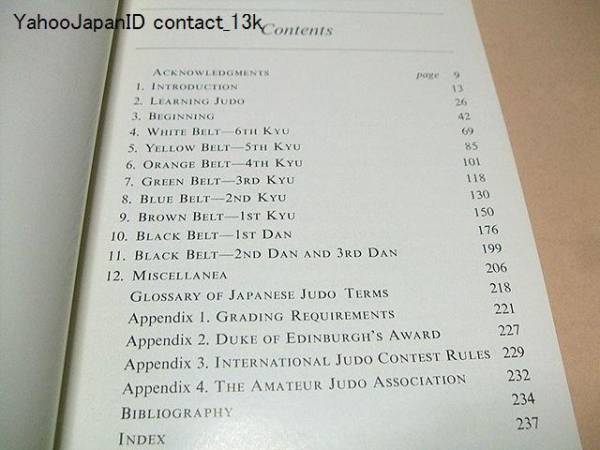 YahooJapanID contact_13k
Contents
ACKNOWLEDGMENTS page 9
1. INTRODUCTION 13
2. LEARNING JUDO 26
3. BEGINNING 42
4. WHITE BELT—6TH KYU 69
5. YELLOW BELT—5TH KYU 85
6. ORANGE BELT—4TH KYU 101
7. GREEN BELT—3RD KYU 118
8. BLUE BELT—2ND KYU 130
9. BROWN BELT—1ST KYU 150
10. BLACK BELT—1ST DAN 176
11. BLACK BELT—2ND DAN AND 3RD DAN 199
12. MISCELLANEA 206
GLOSSARY OF JAPANESE JUDO TERMS 218
Appendix 1. GRADING REQUIREMENTS 221
Appendix 2. DUKE OF EDINBURGH'S AWARD 227
Appendix 3. INTERNATIONAL JUDO CONTEST RULES 229
Appendix 4. THE AMATEUR JUDO ASSOCIATION 232
BIBLIOGRAPHY 234
INDEX 237